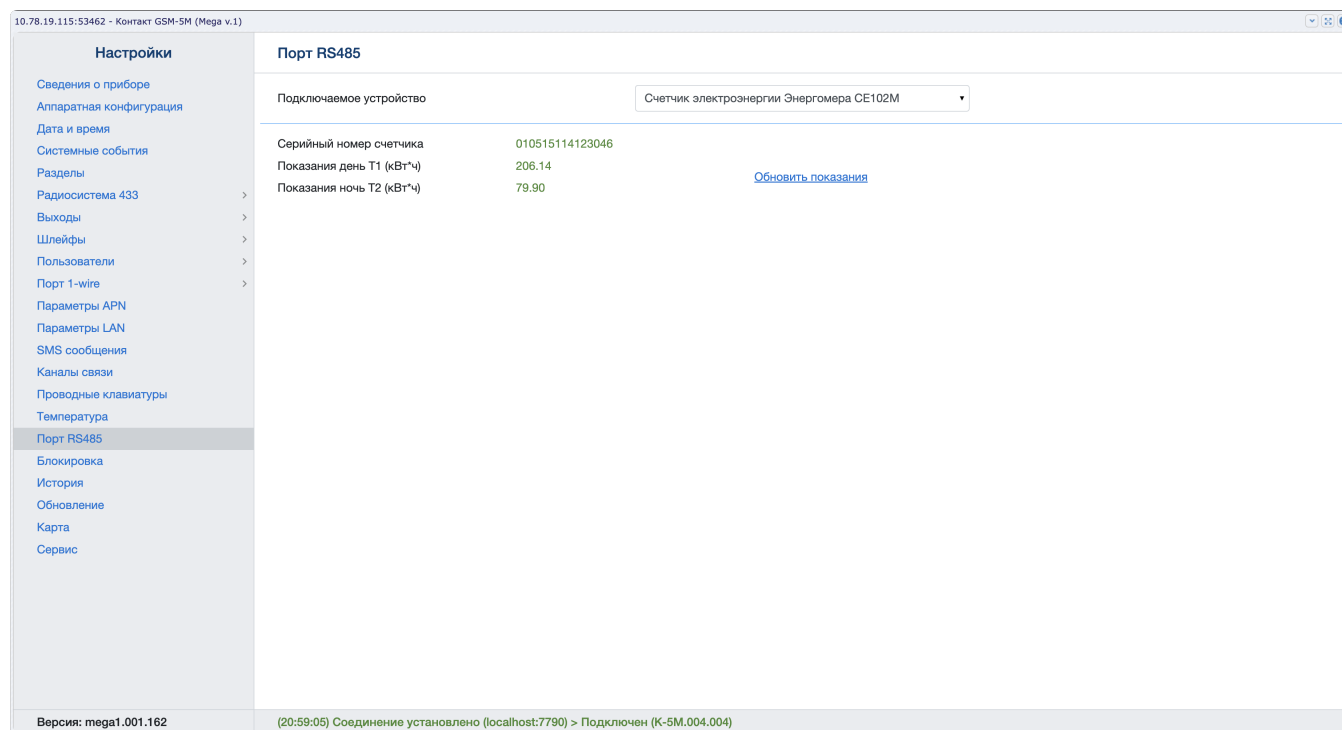 10.78.19.115:53462 - Контакт GSM-5M (Mega v.1)
Настройки
Сведения о приборе
Аппаратная конфигурация
Дата и время
Системные события
Разделы
Радиосистема 433
Выходы
Шлейфы
Пользователи
Порт 1-wire
Параметры APN
Параметры LAN
SMS сообщения
Каналы связи
Проводные клавиатуры
Температура
Порт RS485
Блокировка
История
Обновление
Карта
Сервис
Версия: mega1.001.162
Порт RS485
Подключаемое устройство Счетчик электроэнергии Энергомера CE102M
Серийный номер счетчика 010515114123046
Показания день T1 (кВт*ч) 206.14
Обновить показания
Показания ночь T2 (кВт*ч) 79.90
(20:59:05) Соединение установлено (localhost:7790) > Подключен (K-5M.004.004)